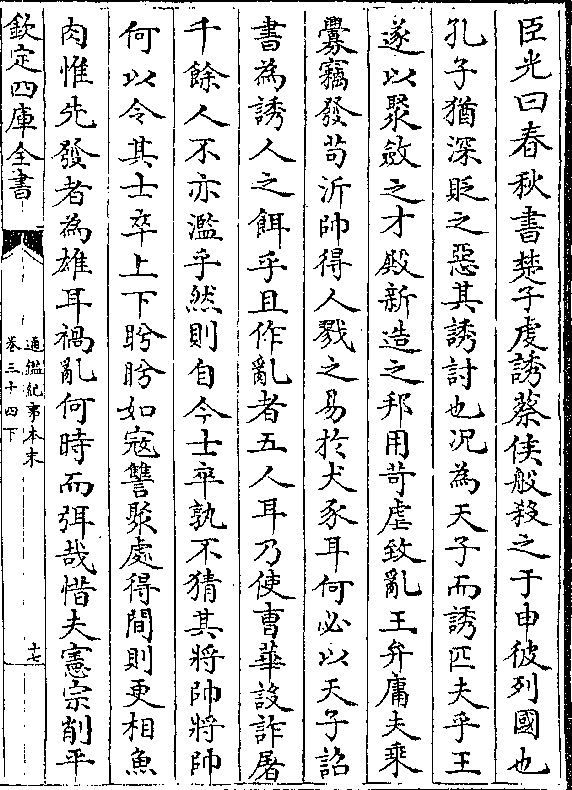 臣光曰春秋書楚子虔誘蔡侯般殺之于申彼列國也
孔子猶深貶之惡其誘討也况為天子而誘匹夫乎王
遂以聚斂之才殿新造之邦用苛虐致亂王弁庸夫乘
釁竊發苟沂帥得人戮之易於犬豕耳何必以天子詔
書為誘人之餌乎且作亂者五人耳乃使曹華設詐屠
千餘人不亦濫乎然則自今士卒孰不猜其將帥將帥
何以令其士卒上下盻盻如寇讐聚處得間則更相魚
肉惟先發者為雄耳禍亂何時而弭哉惜夫憲宗削平
欽定四庫全書
通鑑紀事本末
卷三十四下
十七